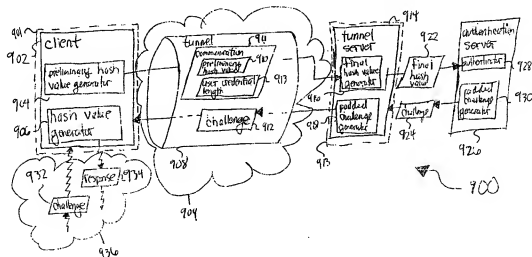 901
902
client
preliminary hash
value generator
904
906
hash value
generator
932
challenge
response
934
936
tunnel
911
communication
preliminary
hash value
910
user credential
length
913
challenge
912
908
904
910
tunnel
server
914
final
hash value
generator
padded
challenge
generator
918
913
922
final
hash
value
challenge
924
authentication
server
authenticator
928
padded
challenge
generator
930
926
900